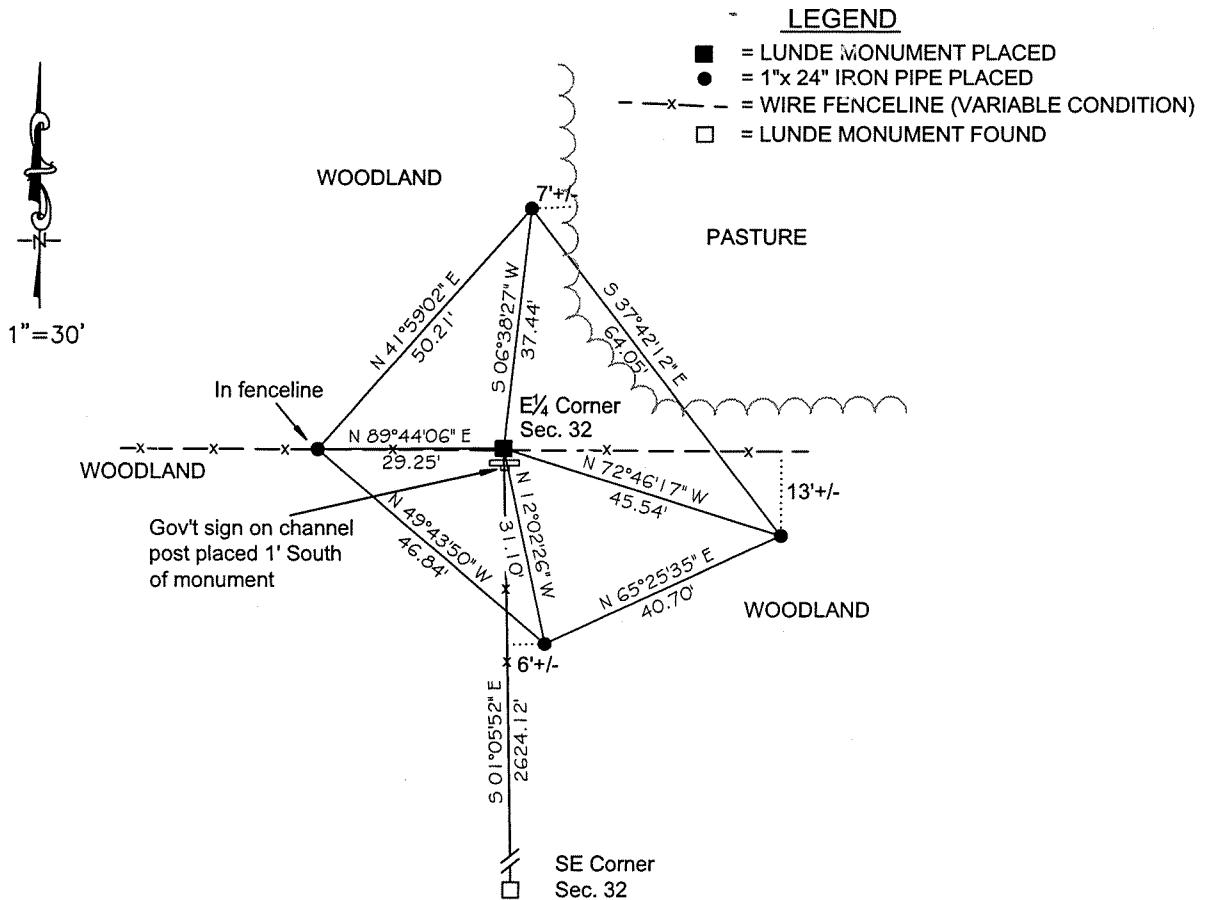 LEGEND
= LUNDE MONUMENT PLACED
= 1"x 24" IRON PIPE PLACED
—x— = WIRE FENCELINE (VARIABLE CONDITION)
= LUNDE MONUMENT FOUND
N
1"=30'
WOODLAND
7'+/-
PASTURE
N 41°59'02" E
50.21'
S 06°38'27" W
37.44'
S 37°42'12" E
64.05'
In fenceline
E¼ Corner
Sec. 32
N 89°44'06" E
29.25'
WOODLAND
N 72°46'17" W
45.54'
13'+/-
Gov't sign on channel
post placed 1' South
of monument
N 49°43'50" W
46.84'
N 12°02'26" W
31.10'
N 65°25'35" E
40.70'
WOODLAND
6'+/-
S 01°05'52" E
2624.12'
SE Corner
Sec. 32